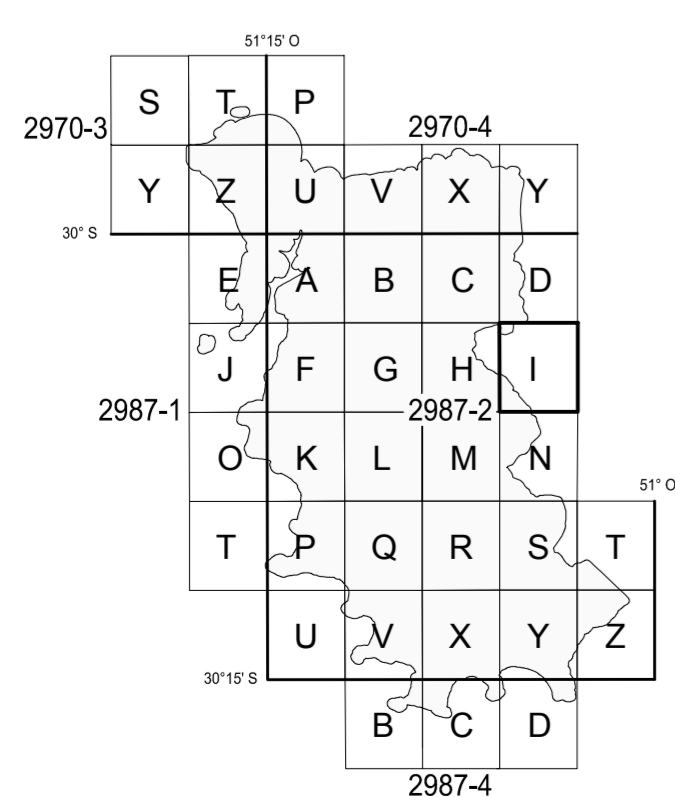 51°15' O
S T P
2970-3 2970-4
Y Z U V X Y
30° S
E A B C D
J F G H I
2987-1 2987-2
O K L M N
51° O
T P Q R S T
U V X Y Z
30°15' S
B C D
2987-4